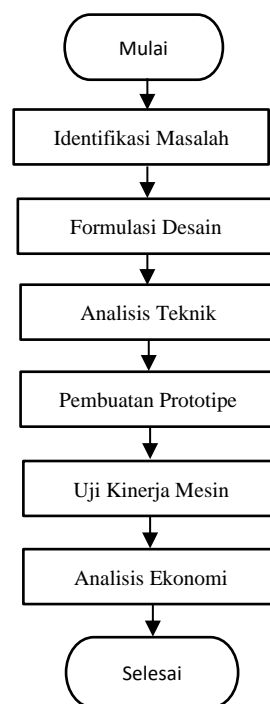 Mulai
Identifikasi Masalah
Formulasi Desain
Analisis Teknik
Pembuatan Prototipe
Uji Kinerja Mesin
Analisis Ekonomi
Selesai